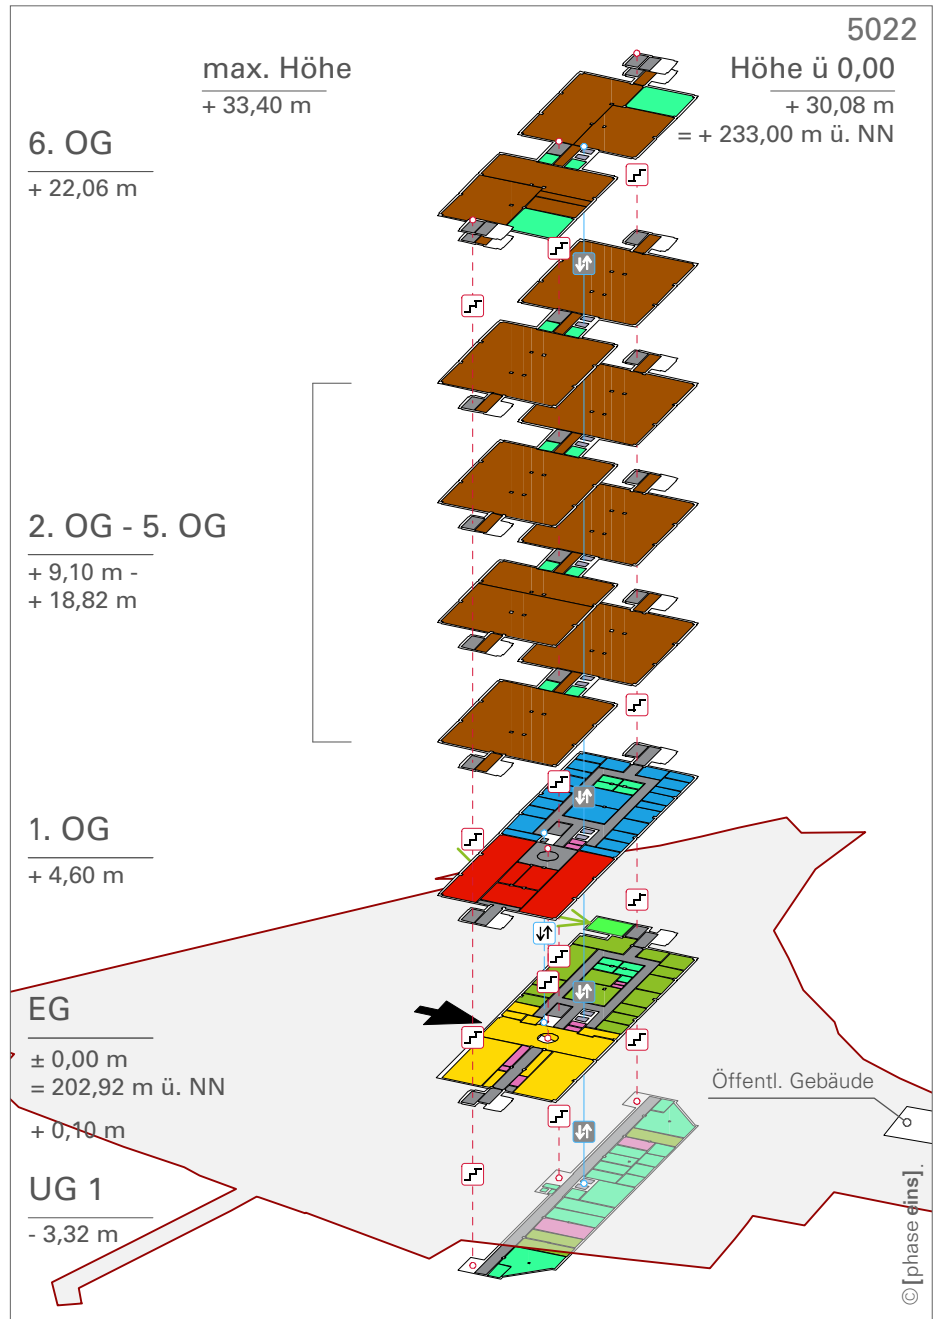 5022
max. Höhe
+ 33,40 m
Höhe ü 0,00
+ 30,08 m
= + 233,00 m ü. NN
6. OG
+ 22,06 m
2. OG - 5. OG
+ 9,10 m -
+ 18,82 m
1. OG
+ 4,60 m
EG
± 0,00 m
= 202,92 m ü. NN
+ 0,10 m
Öffentl. Gebäude
UG 1
- 3,32 m
© [phase eins].